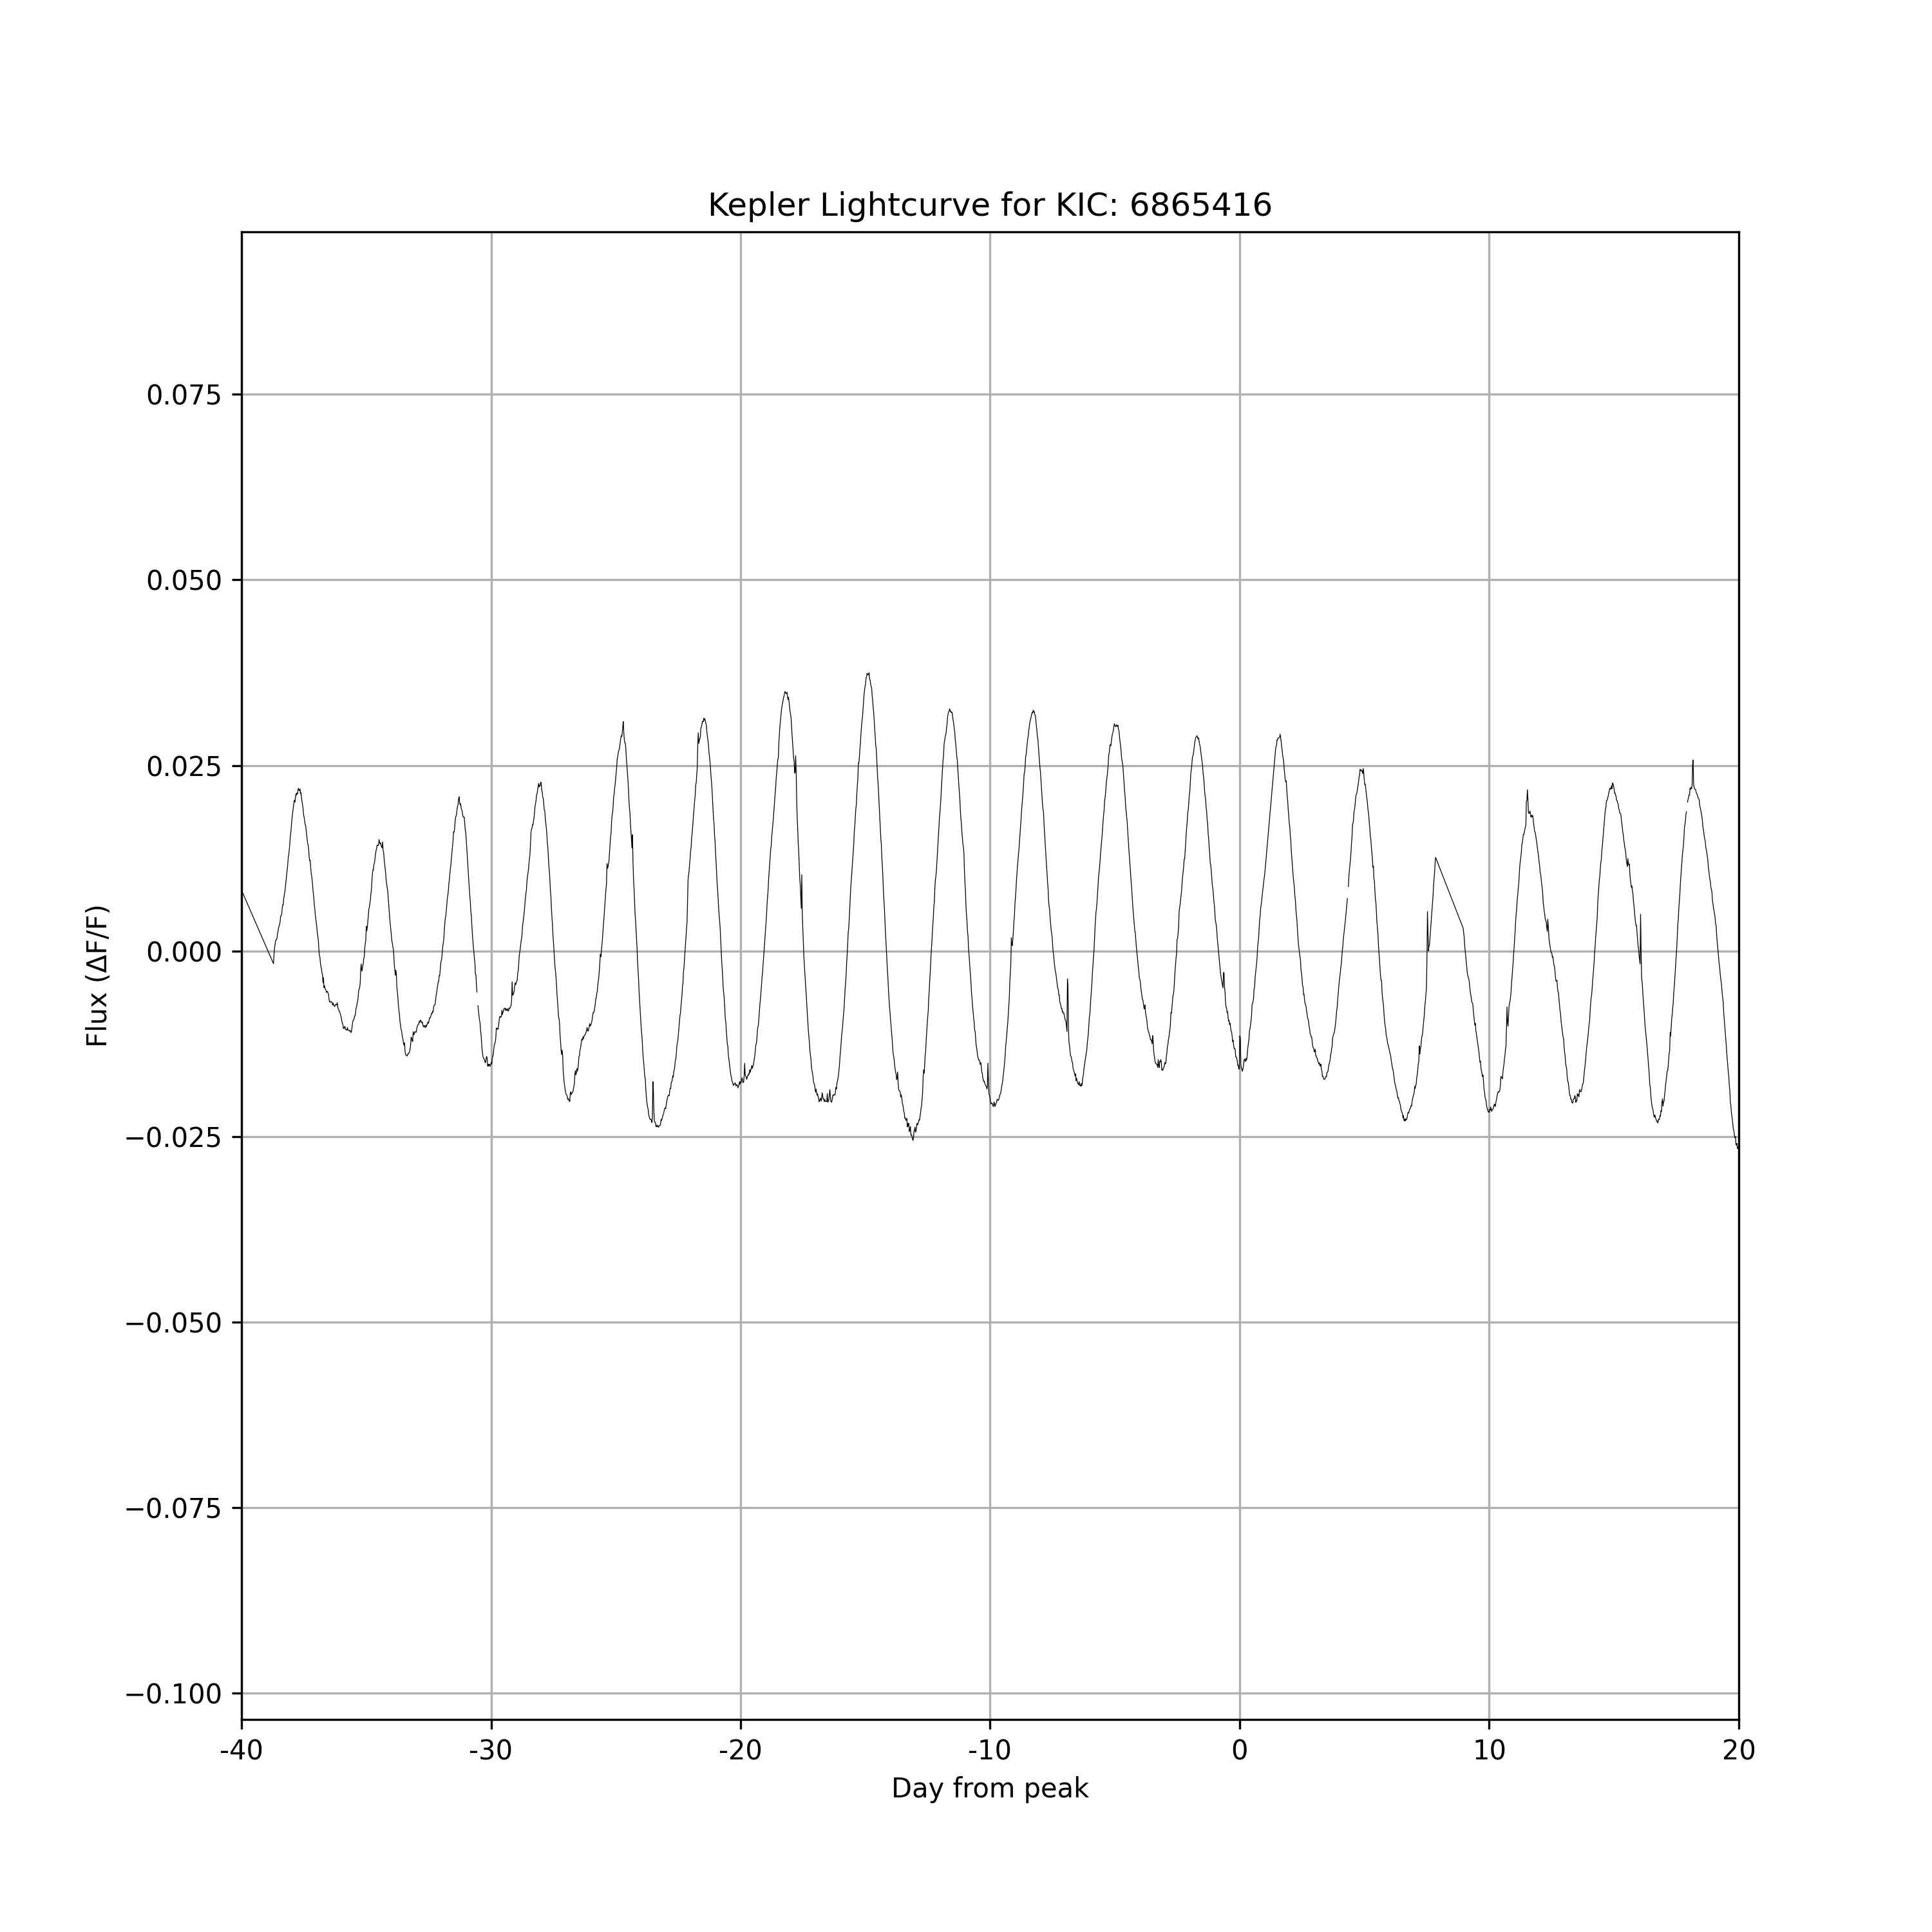 Kepler Lightcurve for KIC: 6865416
Flux (ΔF/F)
0.075
0.050
0.025
0.000
−0.025
−0.050
−0.075
−0.100
-40 -30 -20 -10 0 10 20
Day from peak